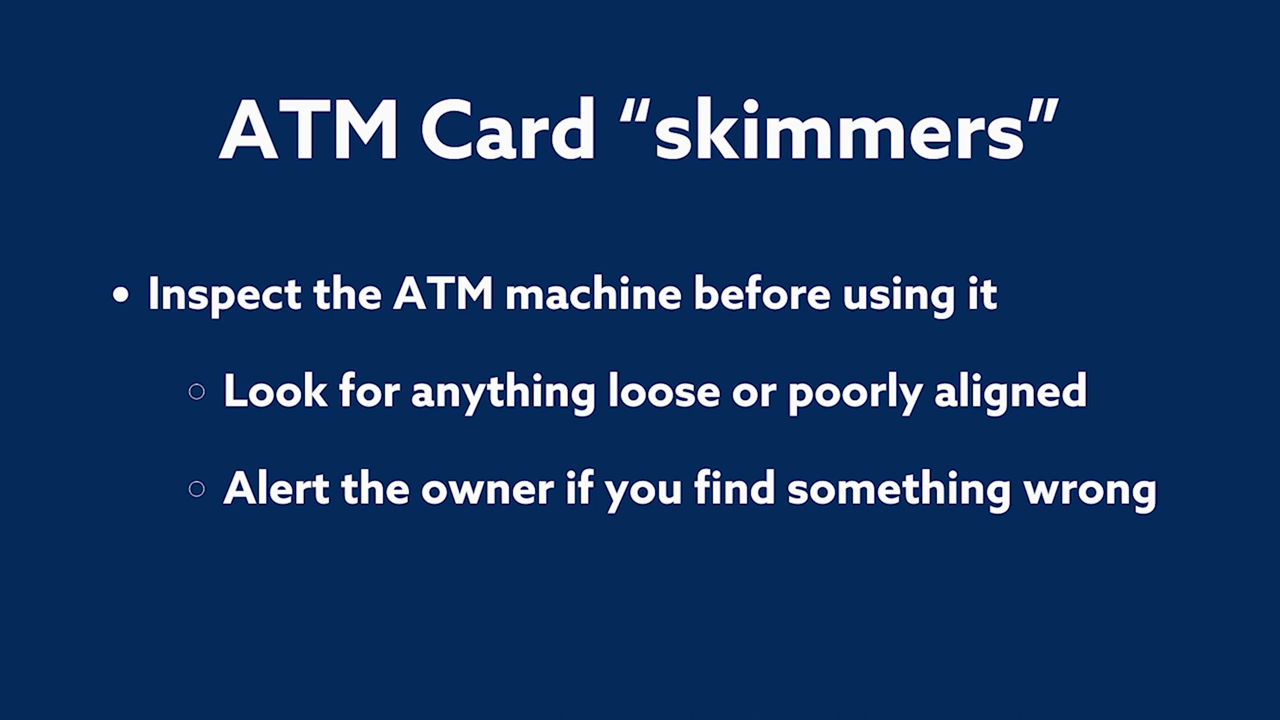 ATM Card “skimmers”
• Inspect the ATM machine before using it
○ Look for anything loose or poorly aligned
○ Alert the owner if you find something wrong